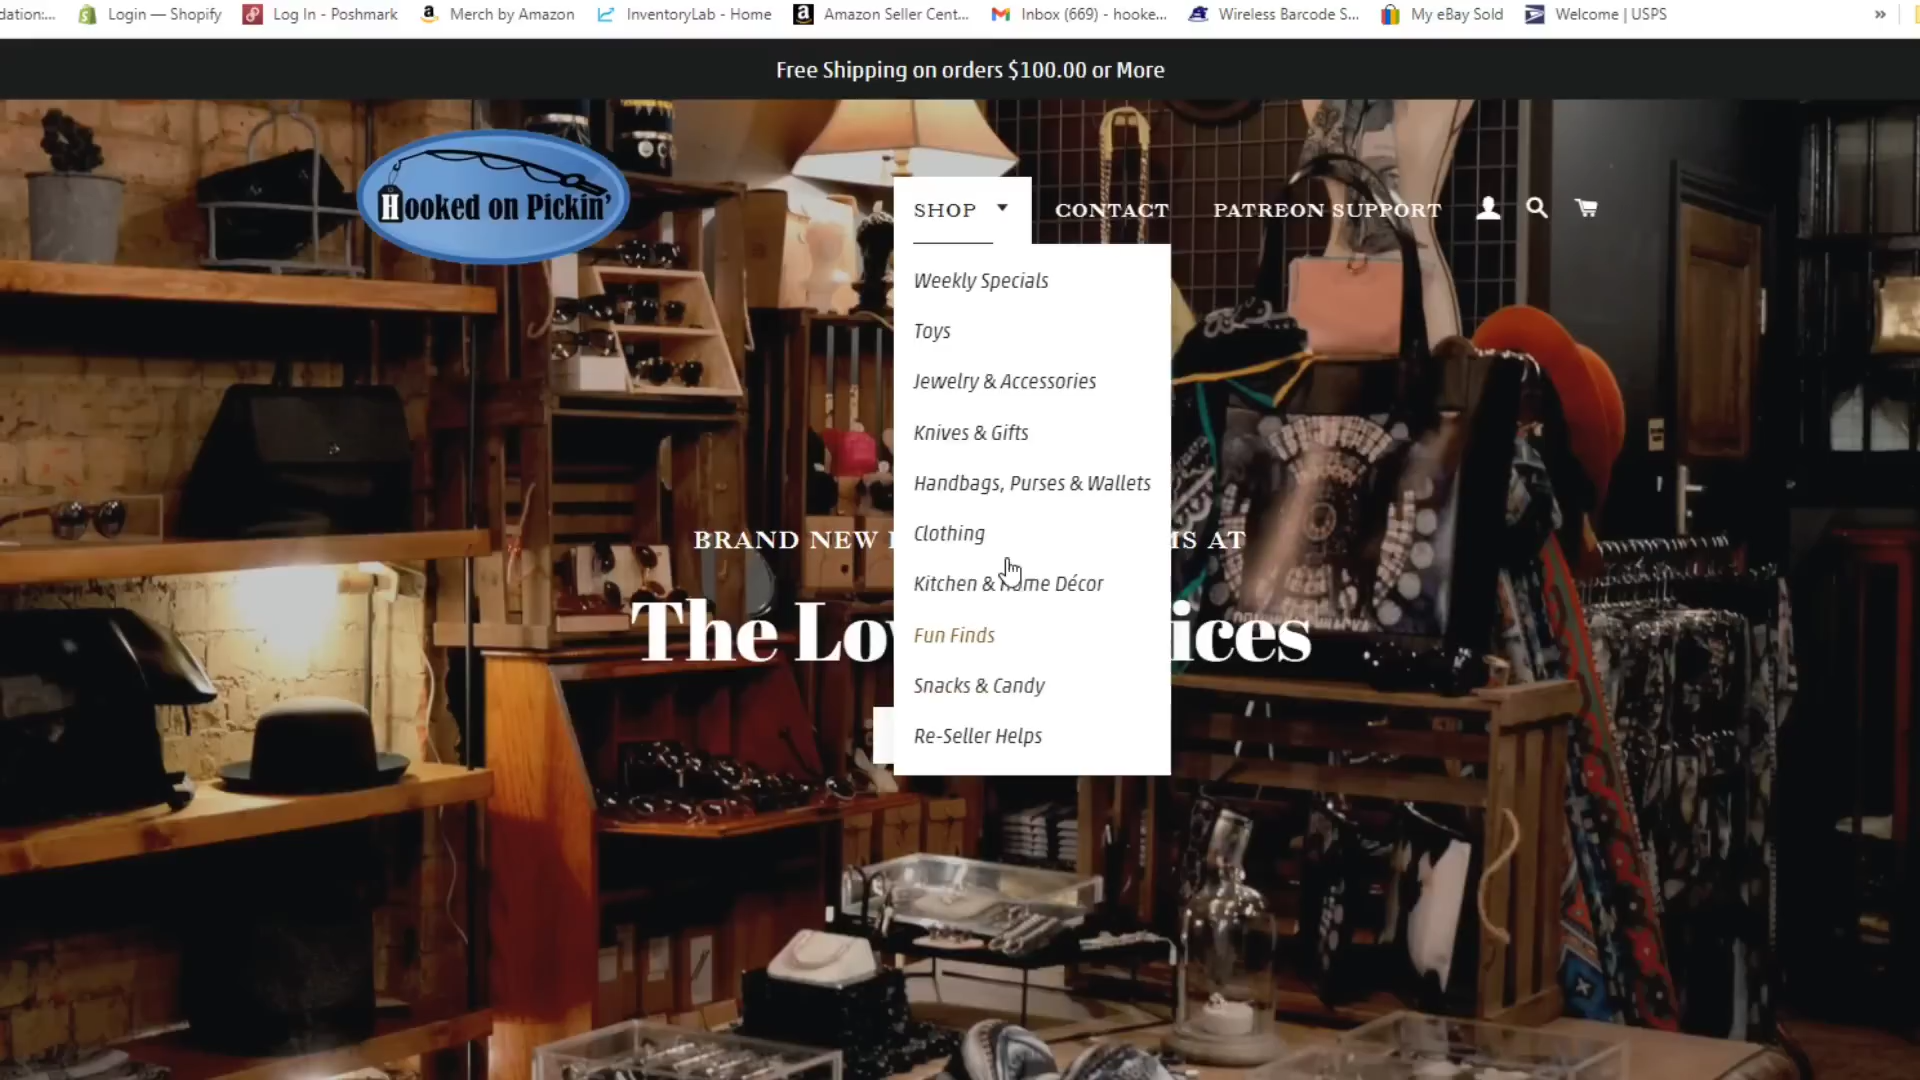 dation:...
Login — Shopify
Log In - Poshmark
Merch by Amazon
InventoryLab - Home
Amazon Seller Cent...
Inbox (669) - hooke...
Wireless Barcode S...
My eBay Sold
Welcome | USPS
»
Free Shipping on orders $100.00 or More
Hooked on Pickin'
SHOP
CONTACT
PATREON SUPPORT
Weekly Specials
Toys
Jewelry & Accessories
Knives & Gifts
Handbags, Purses & Wallets
Clothing
Kitchen & Home Décor
Fun Finds
Snacks & Candy
Re-Seller Helps
BRAND NEW
MS AT
The Lo
ices